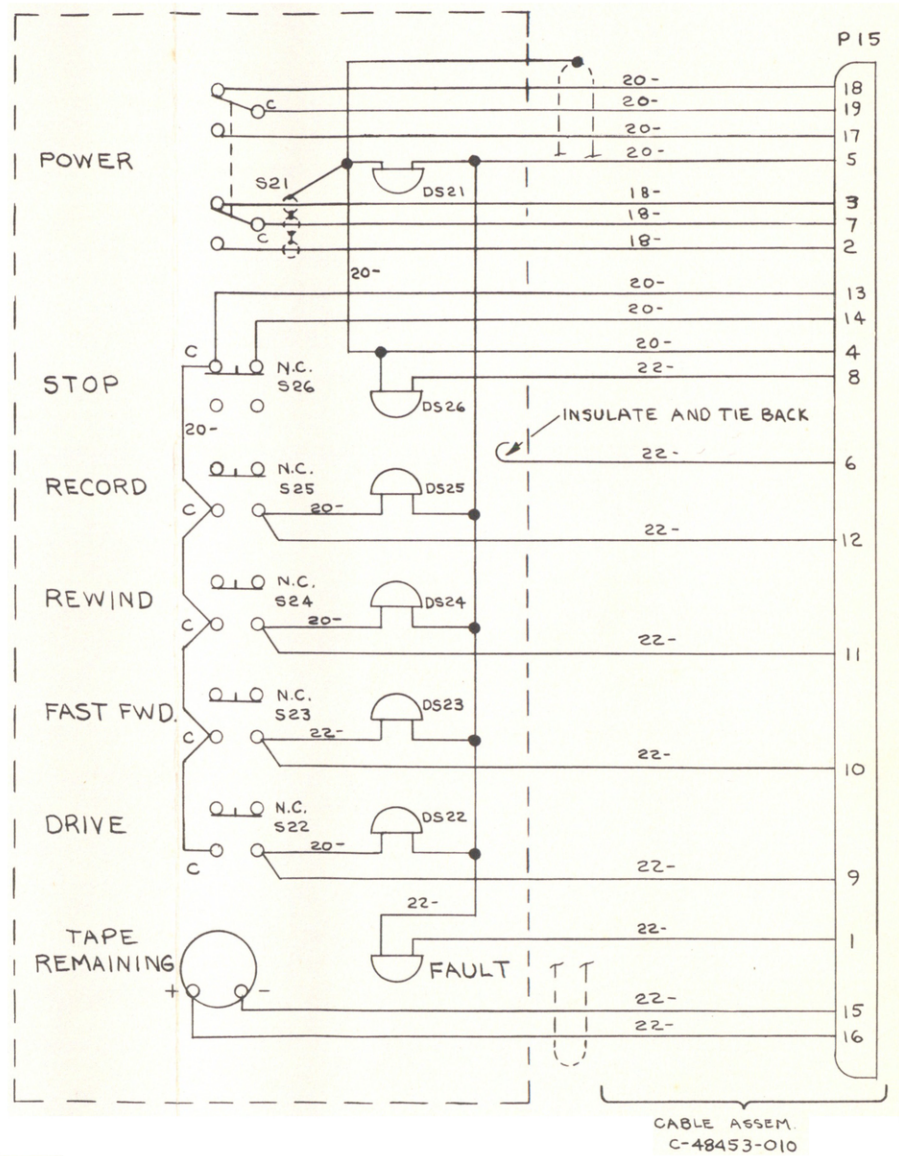 P15
20- 18
C 20- 19
20- 17
POWER 20- 5
S21 DS21
18- 3
18- 7
C 18- 2
20-
20- 13
20- 14
C 20- 4
N.C. 22- 8
STOP S26 DS26
INSULATE AND TIE BACK
20-
22- 6
N.C.
RECORD S25 DS25
C 20-
22- 12
N.C.
REWIND S24 DS24
C 20-
22- 11
N.C.
FAST FWD. S23 DS23
C 22-
22- 10
N.C.
DRIVE S22 DS22
20-
C 22- 9
22-
TAPE 22- 1
REMAINING FAULT
+ -
22- 15
22- 16
CABLE ASSEM.
C-48453-010